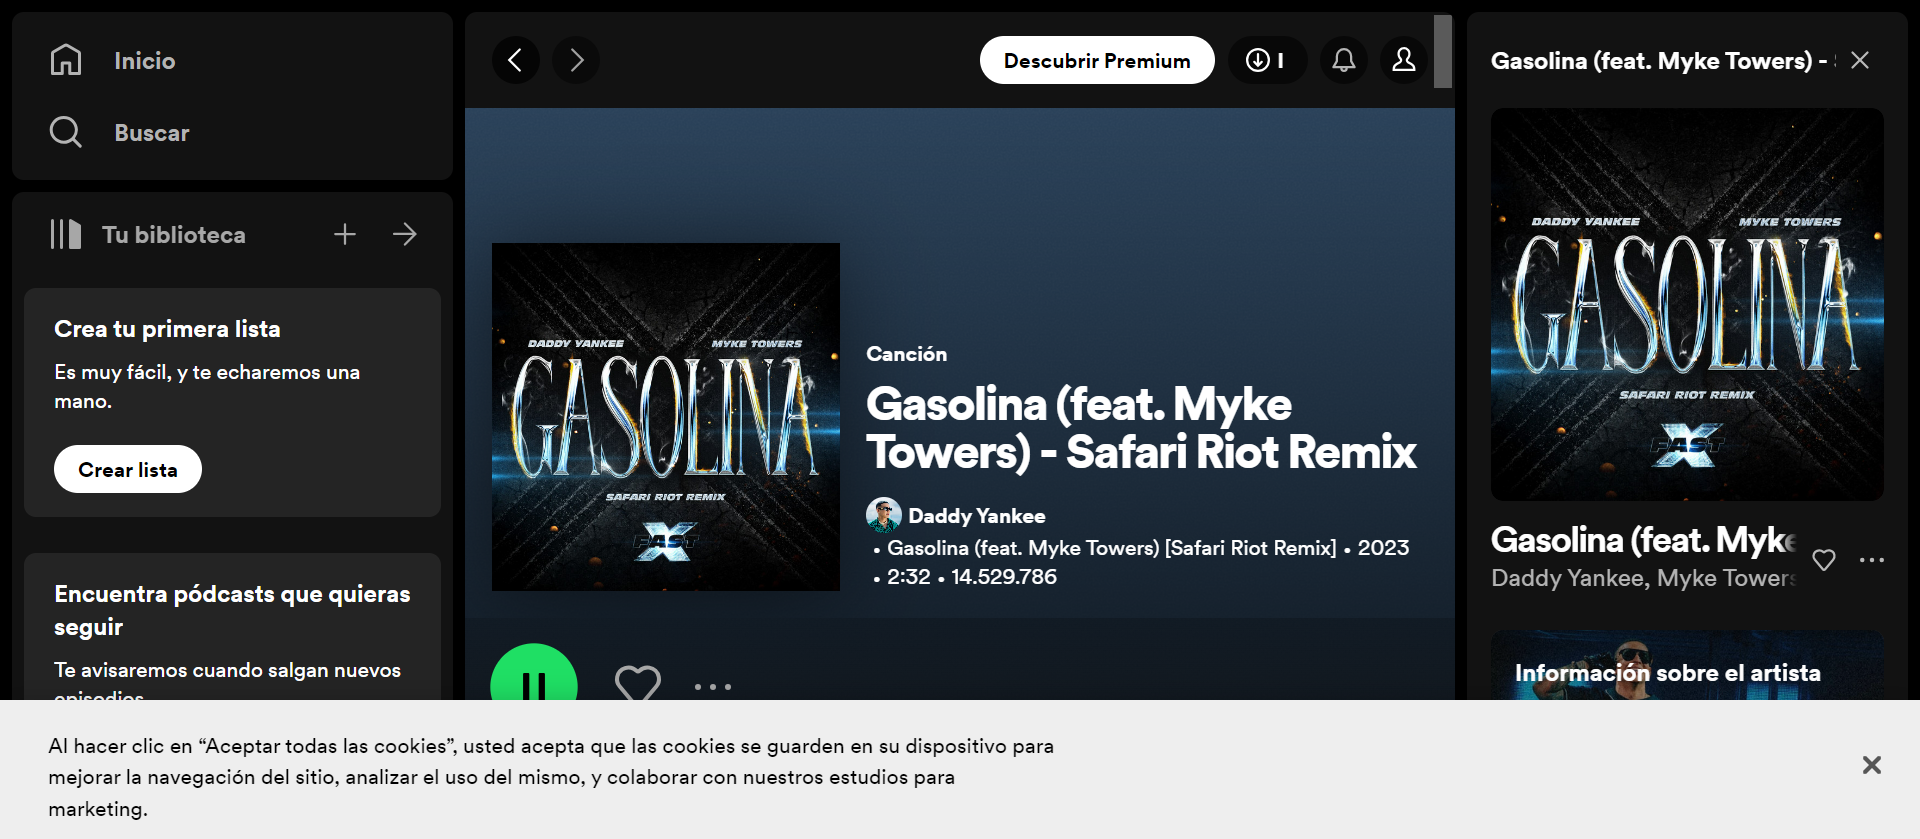 Inicio
Buscar
Tu biblioteca
Crea tu primera lista
Es muy fácil, y te echaremos una
mano.
Crear lista
Encuentra pódcasts que quieras
seguir
Te avisaremos cuando salgan nuevos
episodios.
Descubrir Premium
DADDY YANKEE
MYKE TOWERS
GASOLINA
SAFARI RIOT REMIX
FAST X
Canción
Gasolina (feat. Myke
Towers) - Safari Riot Remix
Daddy Yankee
• Gasolina (feat. Myke Towers) [Safari Riot Remix] • 2023
• 2:32 • 14.529.786
Gasolina (feat. Myke Towers) -
DADDY YANKEE
MYKE TOWERS
GASOLINA
SAFARI RIOT REMIX
FAST X
Gasolina (feat. Myke
Daddy Yankee, Myke Towers
Información sobre el artista
Al hacer clic en “Aceptar todas las cookies”, usted acepta que las cookies se guarden en su dispositivo para
mejorar la navegación del sitio, analizar el uso del mismo, y colaborar con nuestros estudios para
marketing.